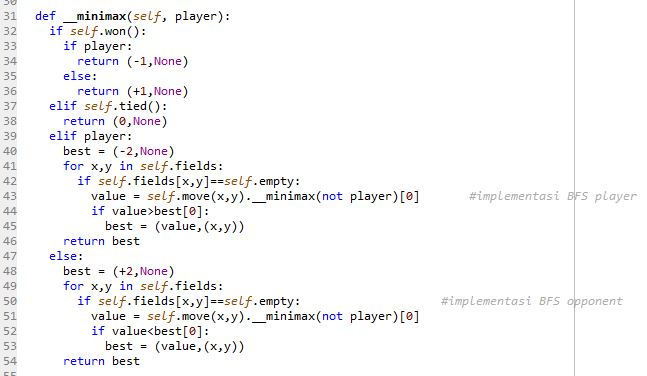 30
31 def __minimax(self, player):
32 if self.won():
33 if player:
34 return (-1,None)
35 else:
36 return (+1,None)
37 elif self.tied():
38 return (0,None)
39 elif player:
40 best = (-2,None)
41 for x,y in self.fields:
42 if self.fields[x,y]==self.empty:
43 value = self.move(x,y).__minimax(not player)[0] #implementasi BFS player
44 if value>best[0]:
45 best = (value,(x,y))
46 return best
47 else:
48 best = (+2,None)
49 for x,y in self.fields:
50 if self.fields[x,y]==self.empty: #implementasi BFS opponent
51 value = self.move(x,y).__minimax(not player)[0]
52 if value<best[0]:
53 best = (value,(x,y))
54 return best
55